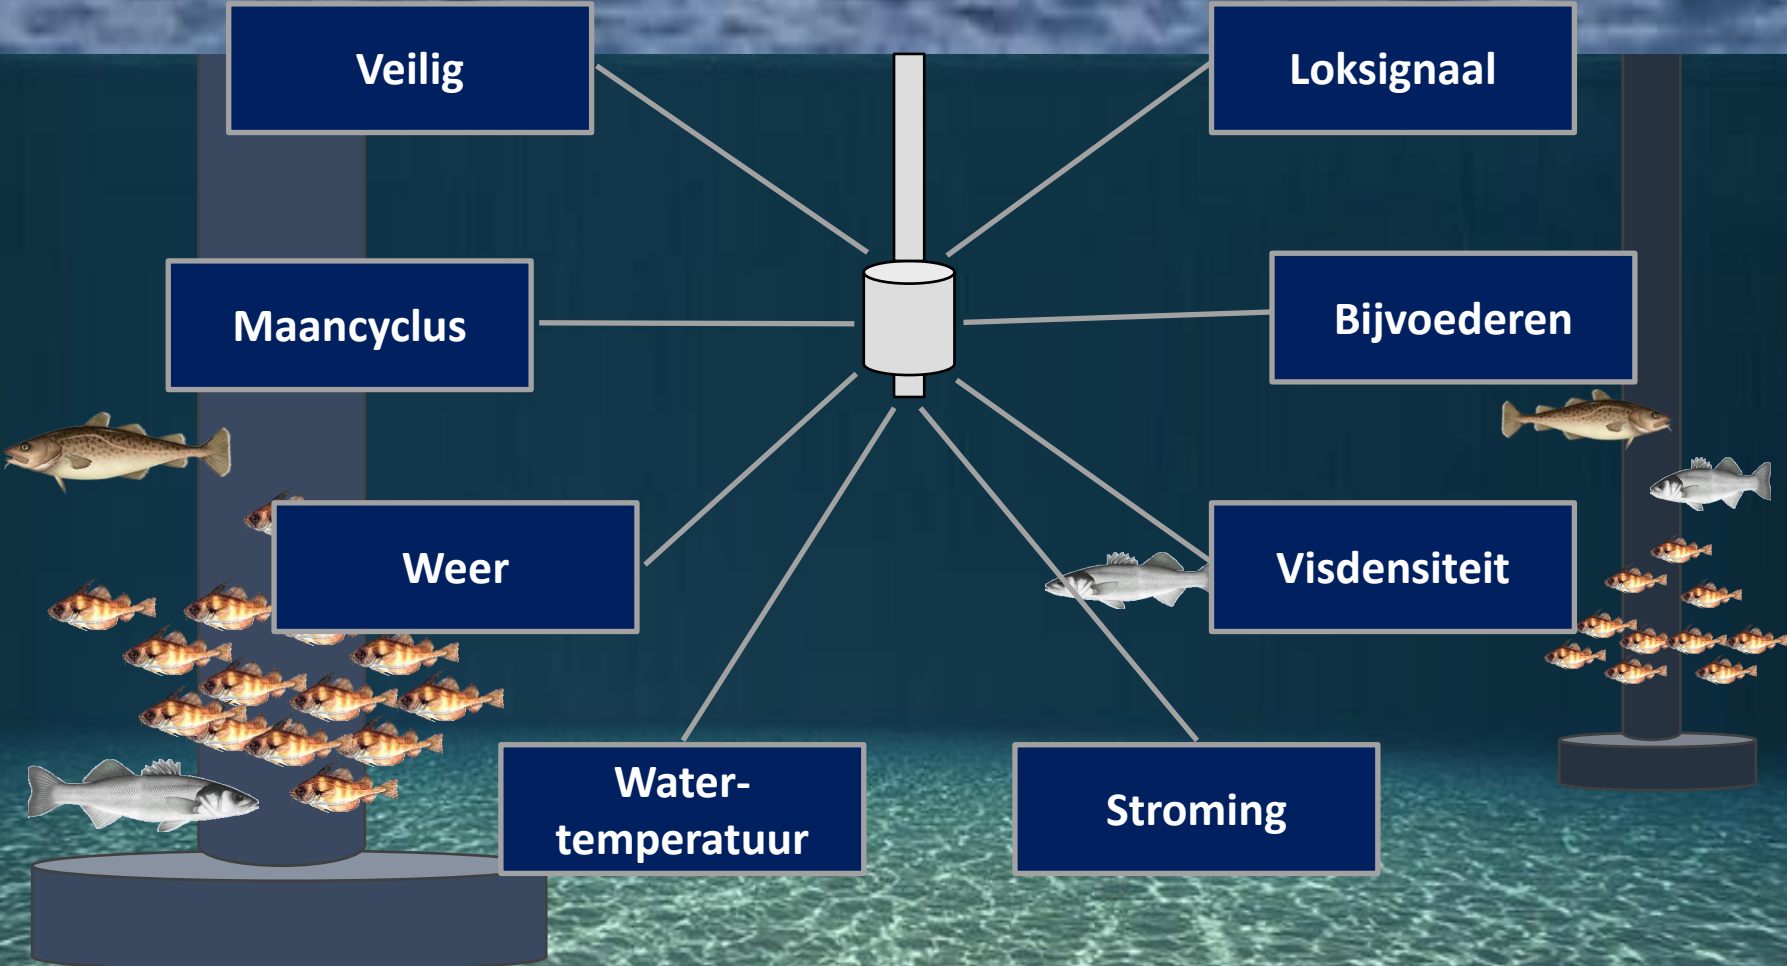 Veilig
Loksignaal
Maancyclus
Bijvoederen
Weer
Visdensiteit
Water-
temperatuur
Stroming